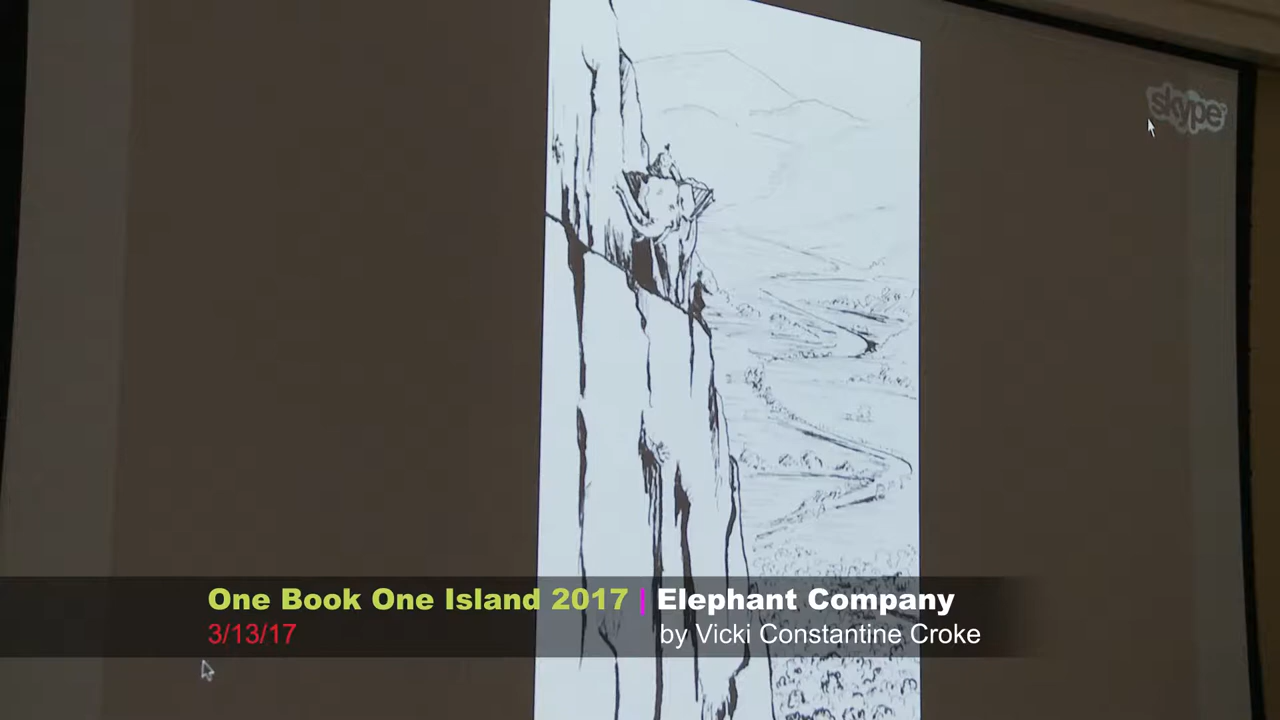 skype
One Book One Island 2017 | Elephant Company
3/13/17 by Vicki Constantine Croke